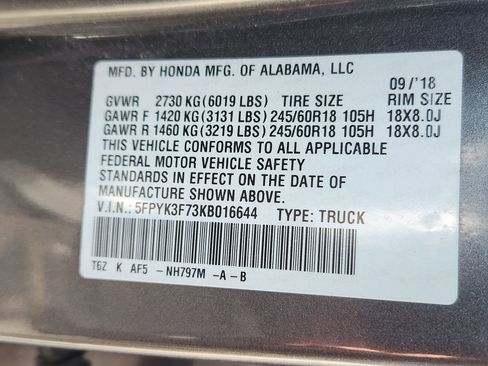 MFD. BY HONDA MFG. OF ALABAMA, LLC 09/'18
GVWR 2730 KG (6019 LBS) TIRE SIZE RIM SIZE
GAWR F 1420 KG (3131 LBS) 245/60R18 105H 18X8.0J
GAWR R 1460 KG (3219 LBS) 245/60R18 105H 18X8.0J
THIS VEHICLE CONFORMS TO ALL APPLICABLE
FEDERAL MOTOR VEHICLE SAFETY
STANDARDS IN EFFECT ON THE DATE OF
MANUFACTURE SHOWN ABOVE.
V.I.N.: 5FPYK3F73KB016644 TYPE: TRUCK
T6Z K AF5 -NH797M -A-B